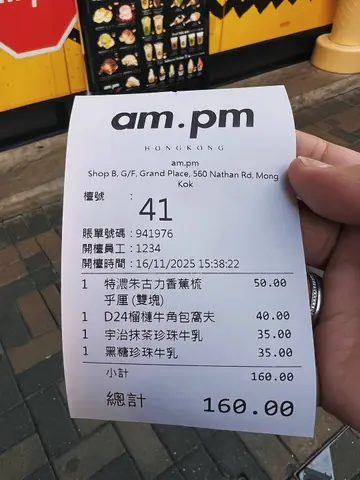 am.pm
HONGKONG
am.pm
Shop B, G/F, Grand Place, 560 Nathan Rd, Mong
Kok
檯號 :
41
賬單號碼 : 941976
開檯員工 : 1234
開檯時間 : 16/11/2025 15:38:22
1 特濃朱古力香蕉梳 50.00
乎厘 (雙塊)
1 D24榴槤牛角包窩夫 40.00
1 宇治抹茶珍珠牛乳 35.00
1 黑糖珍珠牛乳 35.00
小計 160.00
總計 160.00